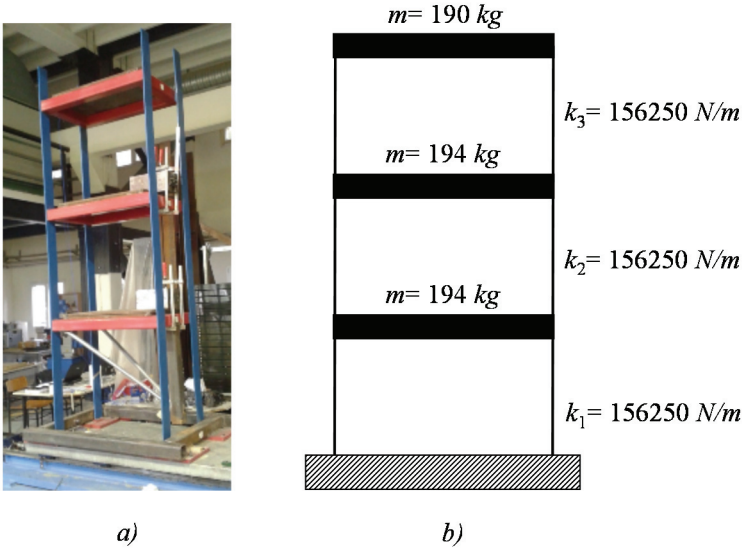 m= 190 kg
k3= 156250 N/m
m= 194 kg
k2= 156250 N/m
m= 194 kg
k1= 156250 N/m
a)
b)